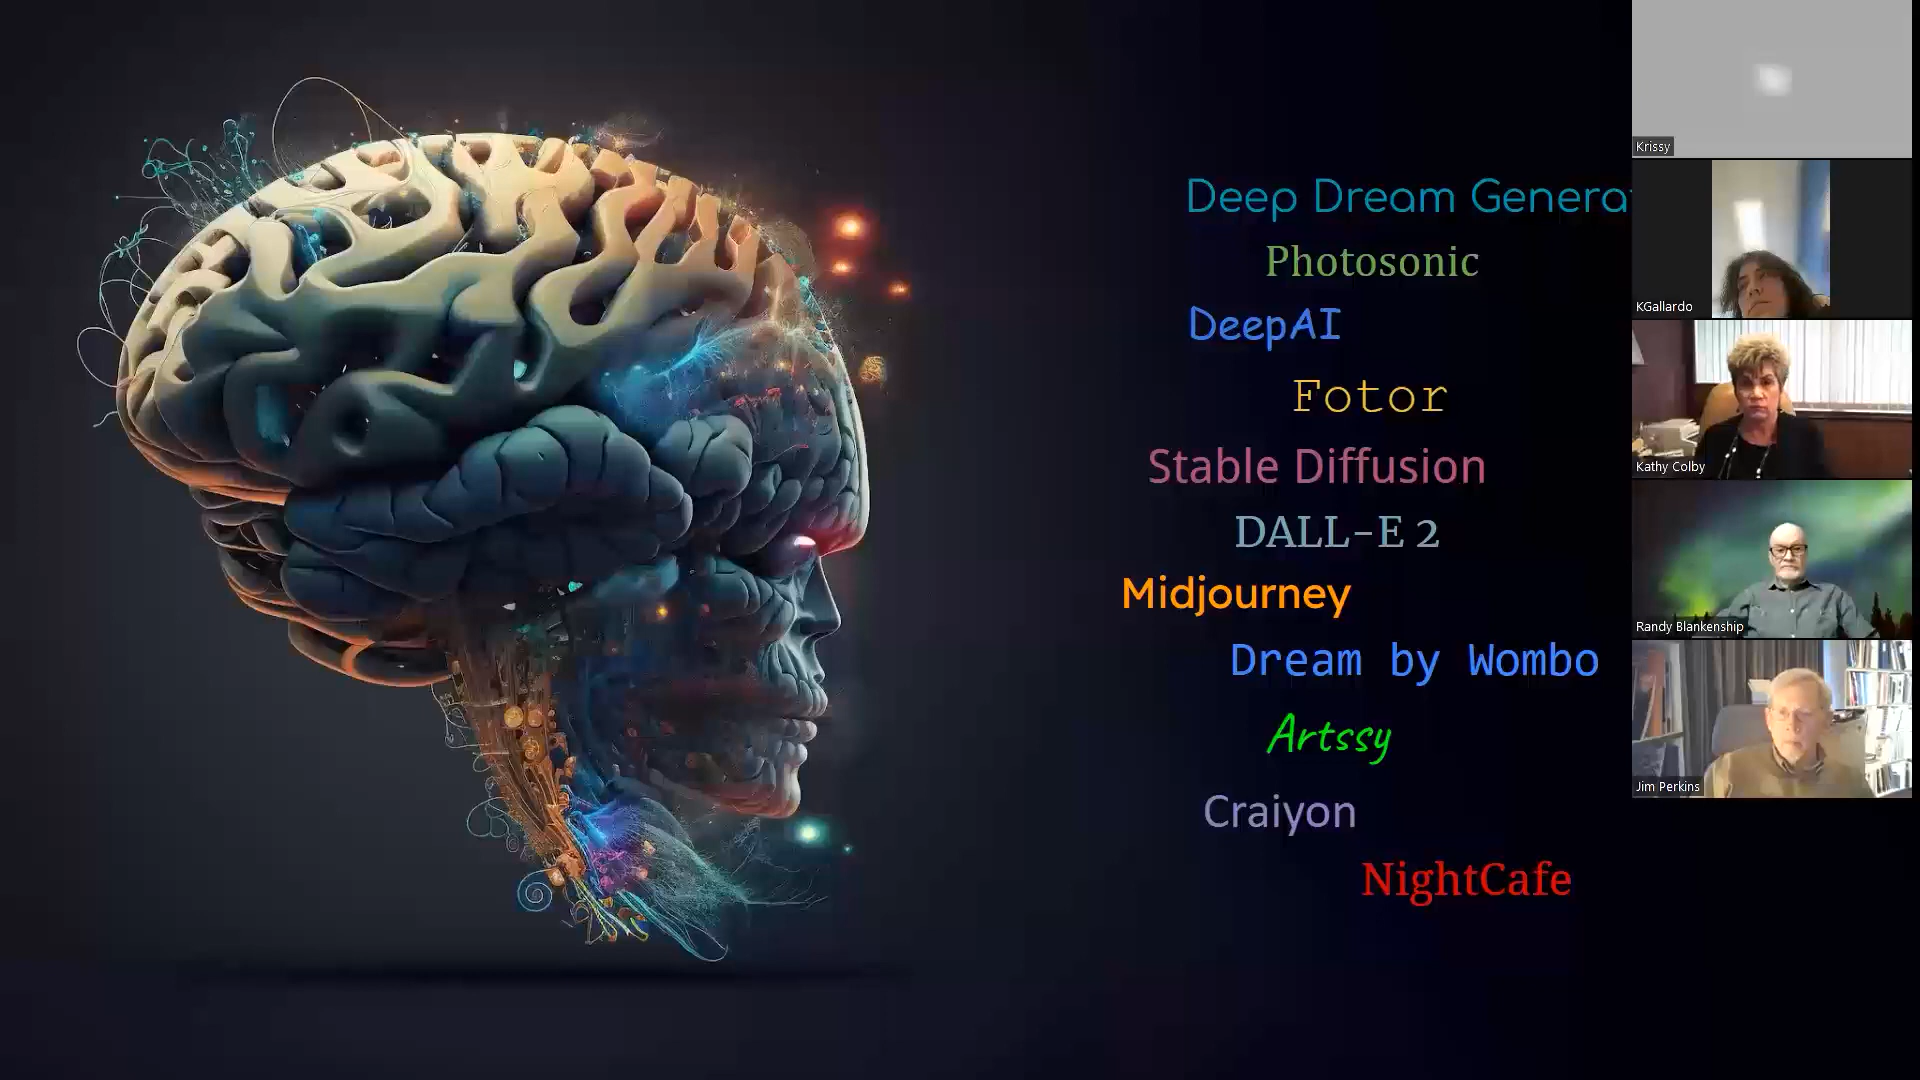 Deep Dream Genera
Photosonic
DeepAI
Fotor
Stable Diffusion
DALL-E 2
Midjourney
Dream by Wombo
Artssy
Craiyon
NightCafe
Krissy
KGallardo
Kathy Colby
Randy Blankenship
Jim Perkins